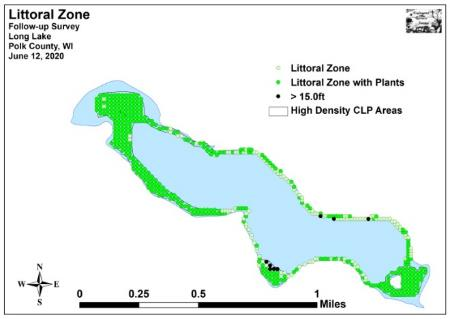 Littoral Zone
Follow-up Survey
Long Lake
Polk County, WI
June 12, 2020
Littoral Zone
Littoral Zone with Plants
> 15.0ft
High Density CLP Areas
N
W E
S
0 0.25 0.5 1
Miles